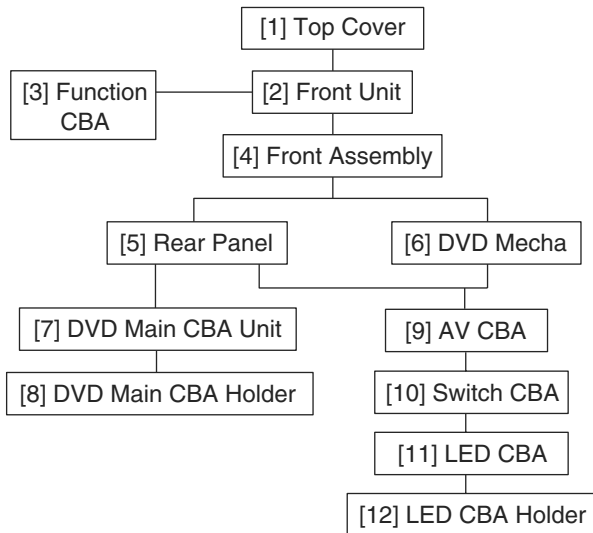 [1] Top Cover
[3] Function
CBA
[2] Front Unit
[4] Front Assembly
[5] Rear Panel
[6] DVD Mecha
[7] DVD Main CBA Unit
[9] AV CBA
[8] DVD Main CBA Holder
[10] Switch CBA
[11] LED CBA
[12] LED CBA Holder